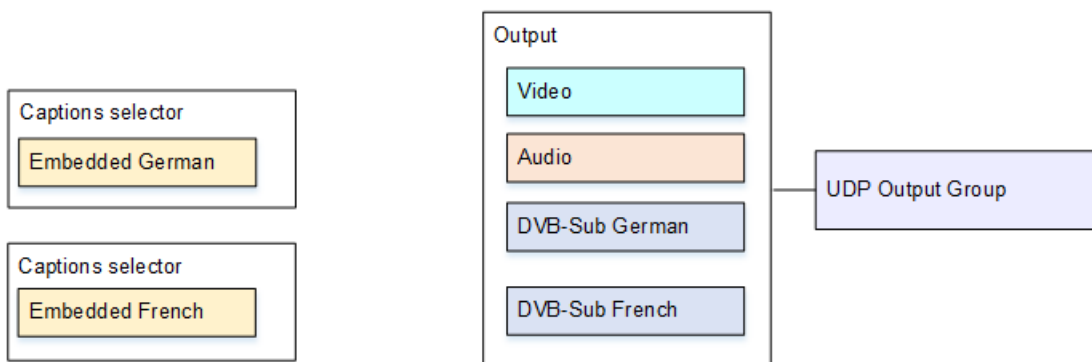 Captions selector
Embedded German
Captions selector
Embedded French
Output
Video
Audio
DVB-Sub German
DVB-Sub French
UDP Output Group